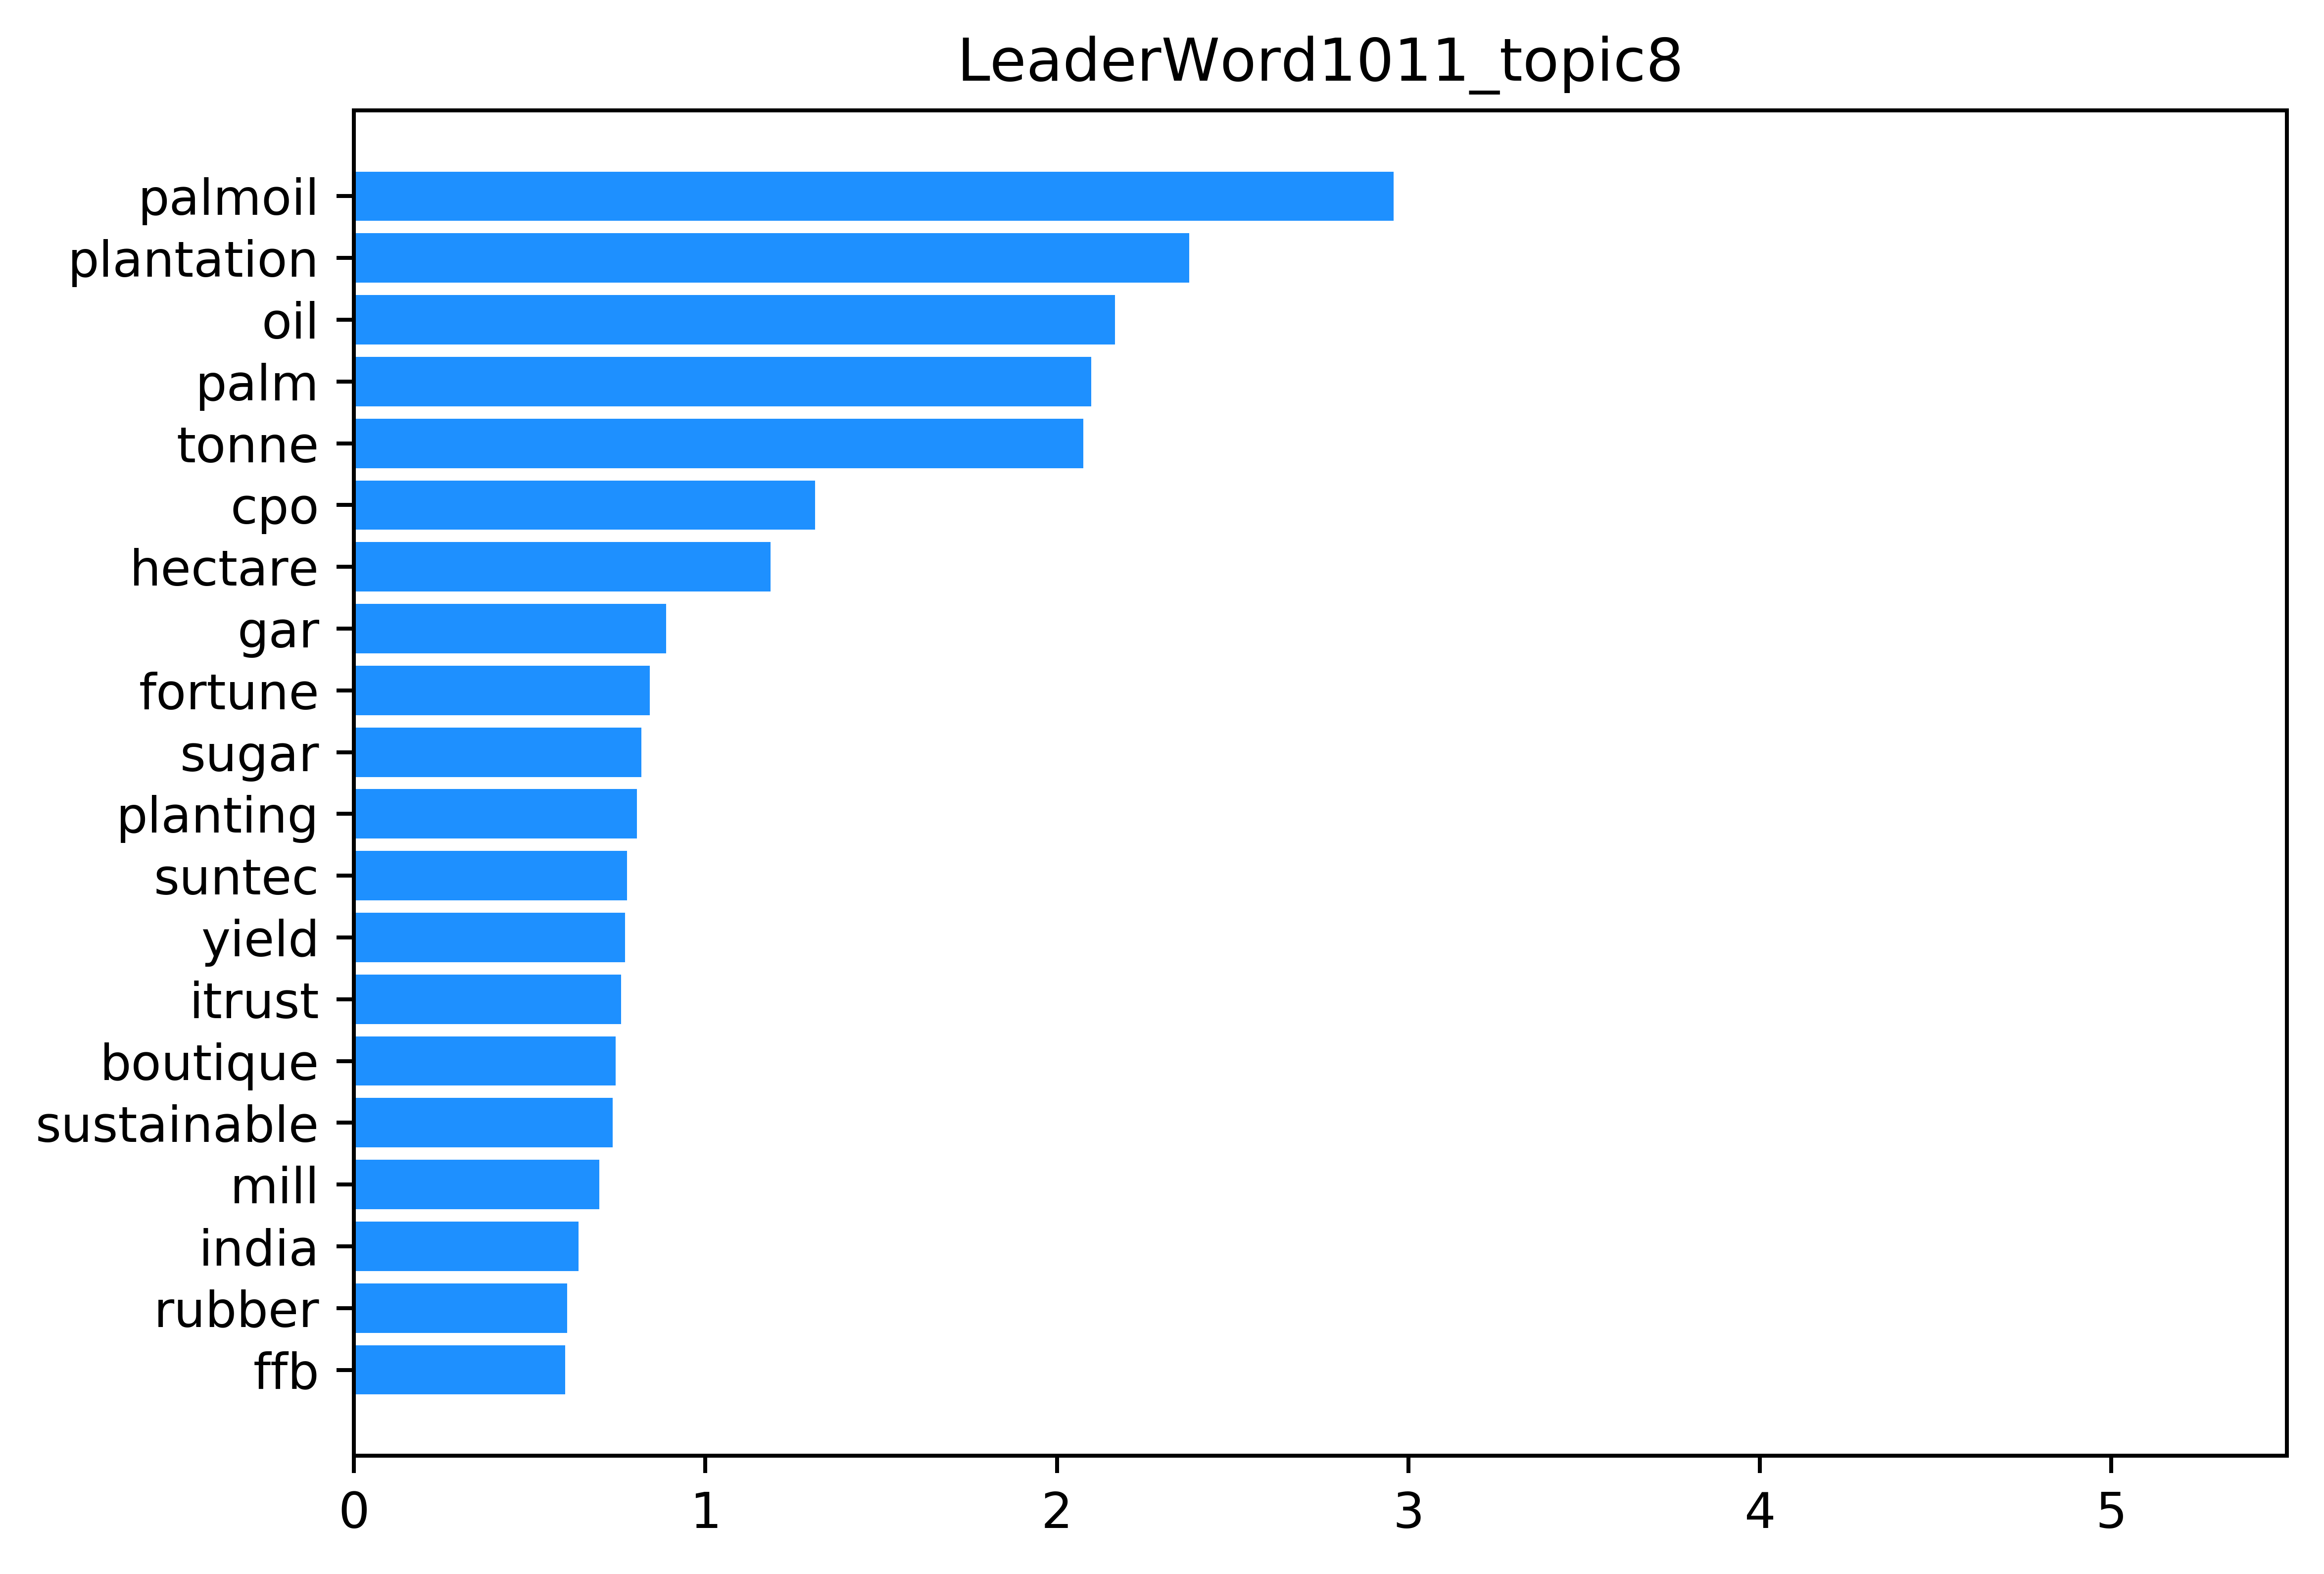 LeaderWord1011_topic8
palmoil
plantation
oil
palm
tonne
cpo
hectare
gar
fortune
sugar
planting
suntec
yield
itrust
boutique
sustainable
mill
india
rubber
ffb
0 1 2 3 4 5